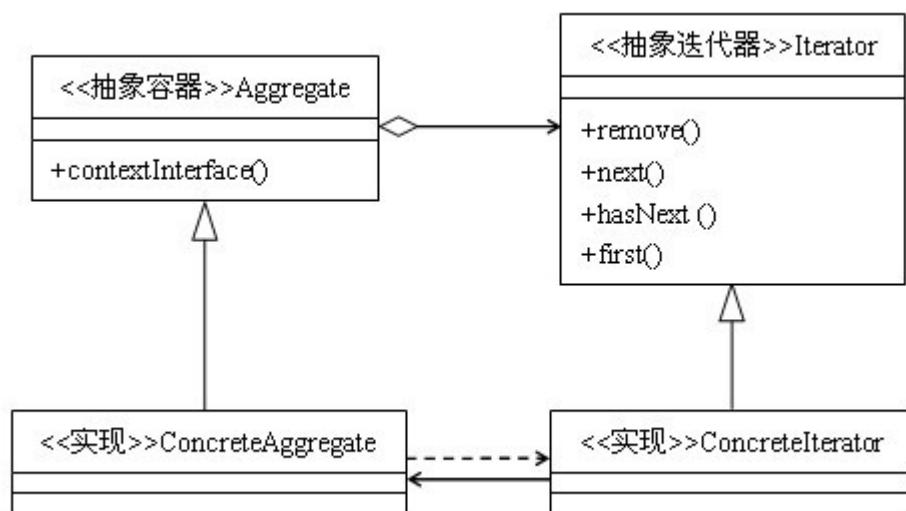 <<抽象迭代器>>Iterator
<<抽象容器>>Aggregate
+remove()
+contextInterface()
+next()
+hasNext ()
+first()
<<实现>>ConcreteAggregate
<<实现>>ConcreteIterator